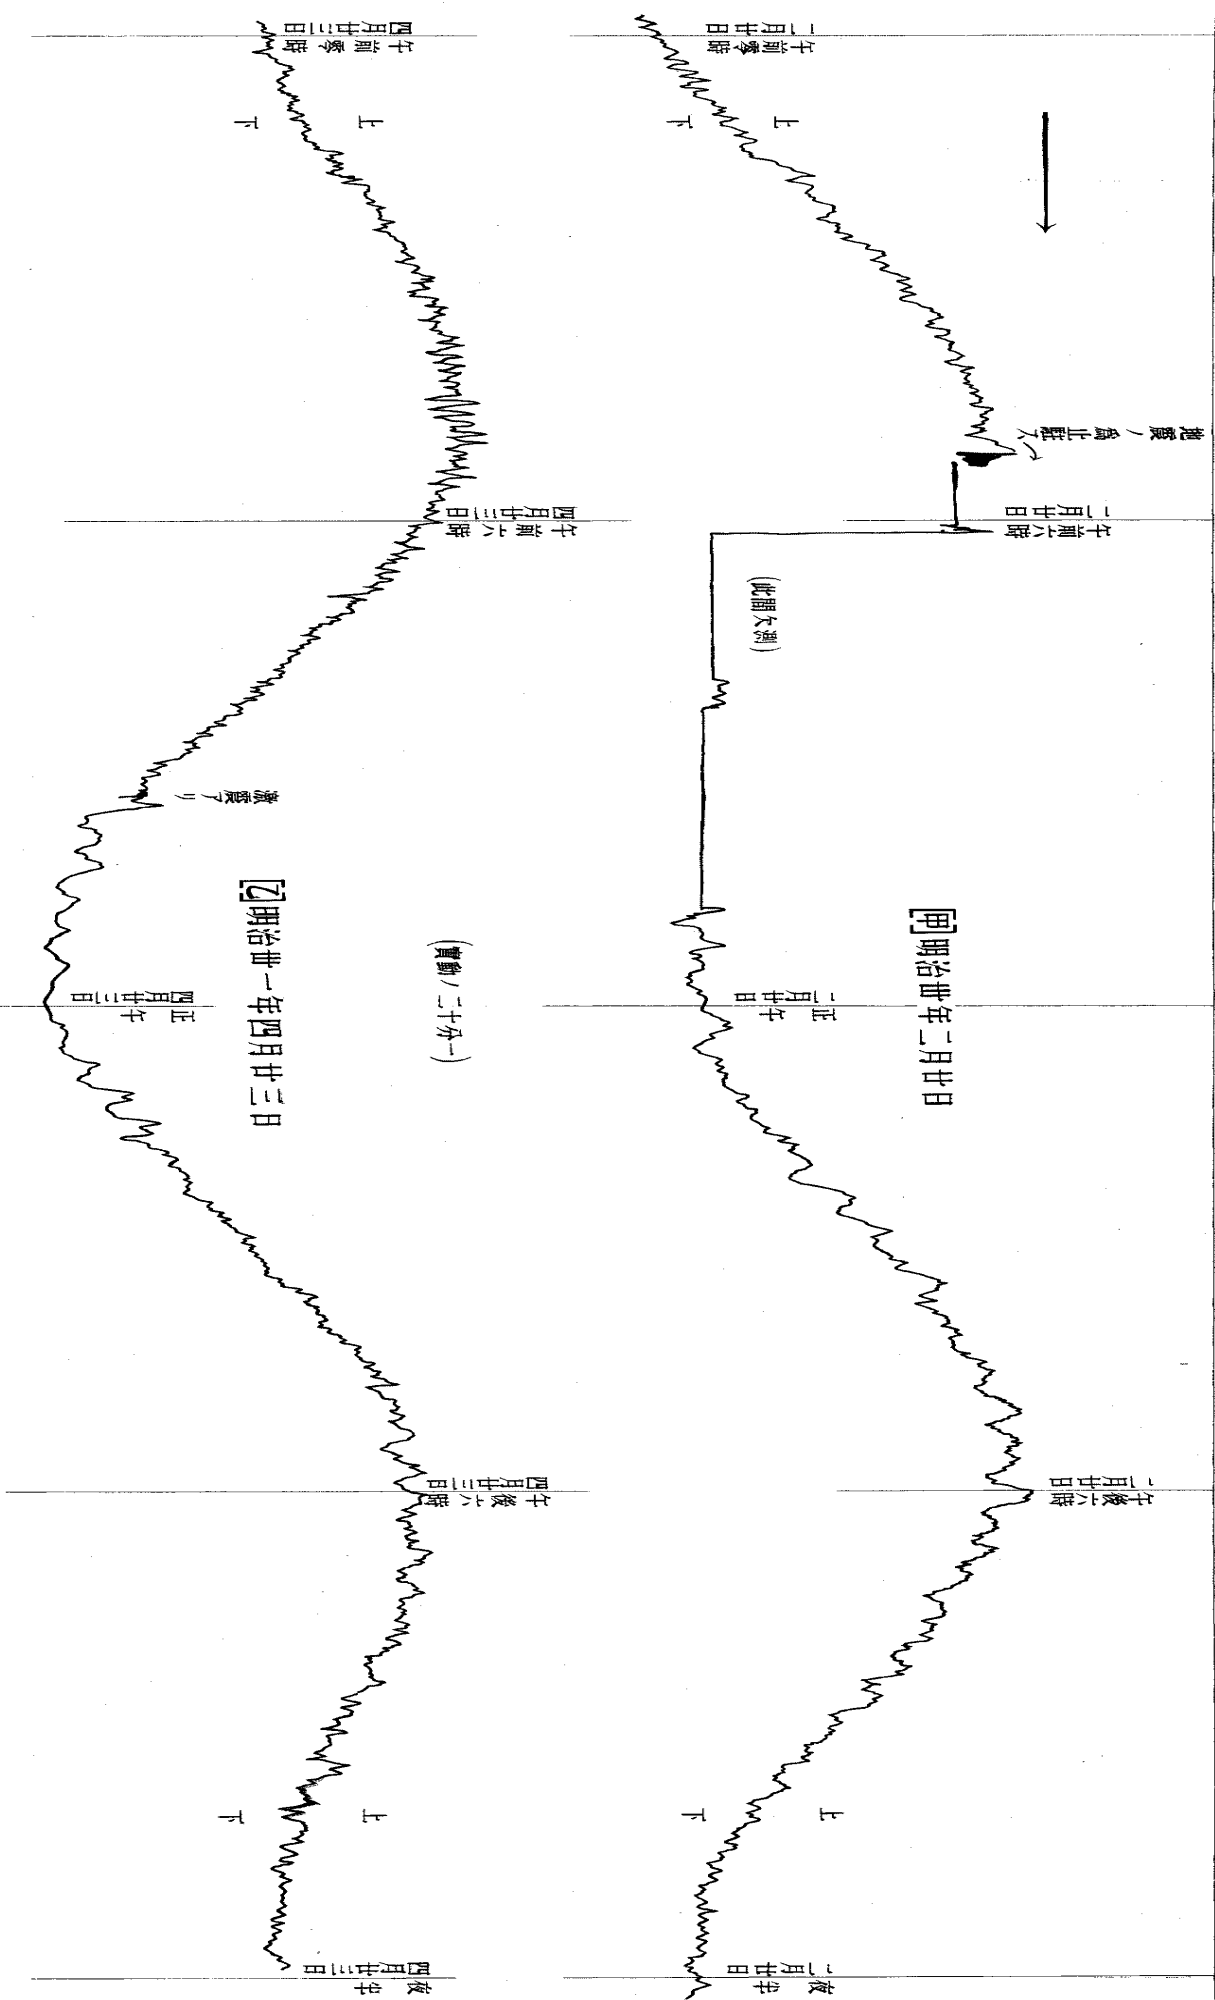 二月廿日
午前零時
上
下
地震ノ爲止駐ス
二月廿日
午前六時
(此間欠測)
[甲]明治卅年二月廿日
二月廿日
正午
二月廿日
午後六時
上
下
二月廿日
夜半
(實動ノ二十分一)
四月廿三日
午前零時
上
下
四月廿三日
午前六時
激震アリ
[乙]明治卅一年四月廿三日
四月廿三日
正午
四月廿三日
午後六時
上
下
四月廿三日
夜半